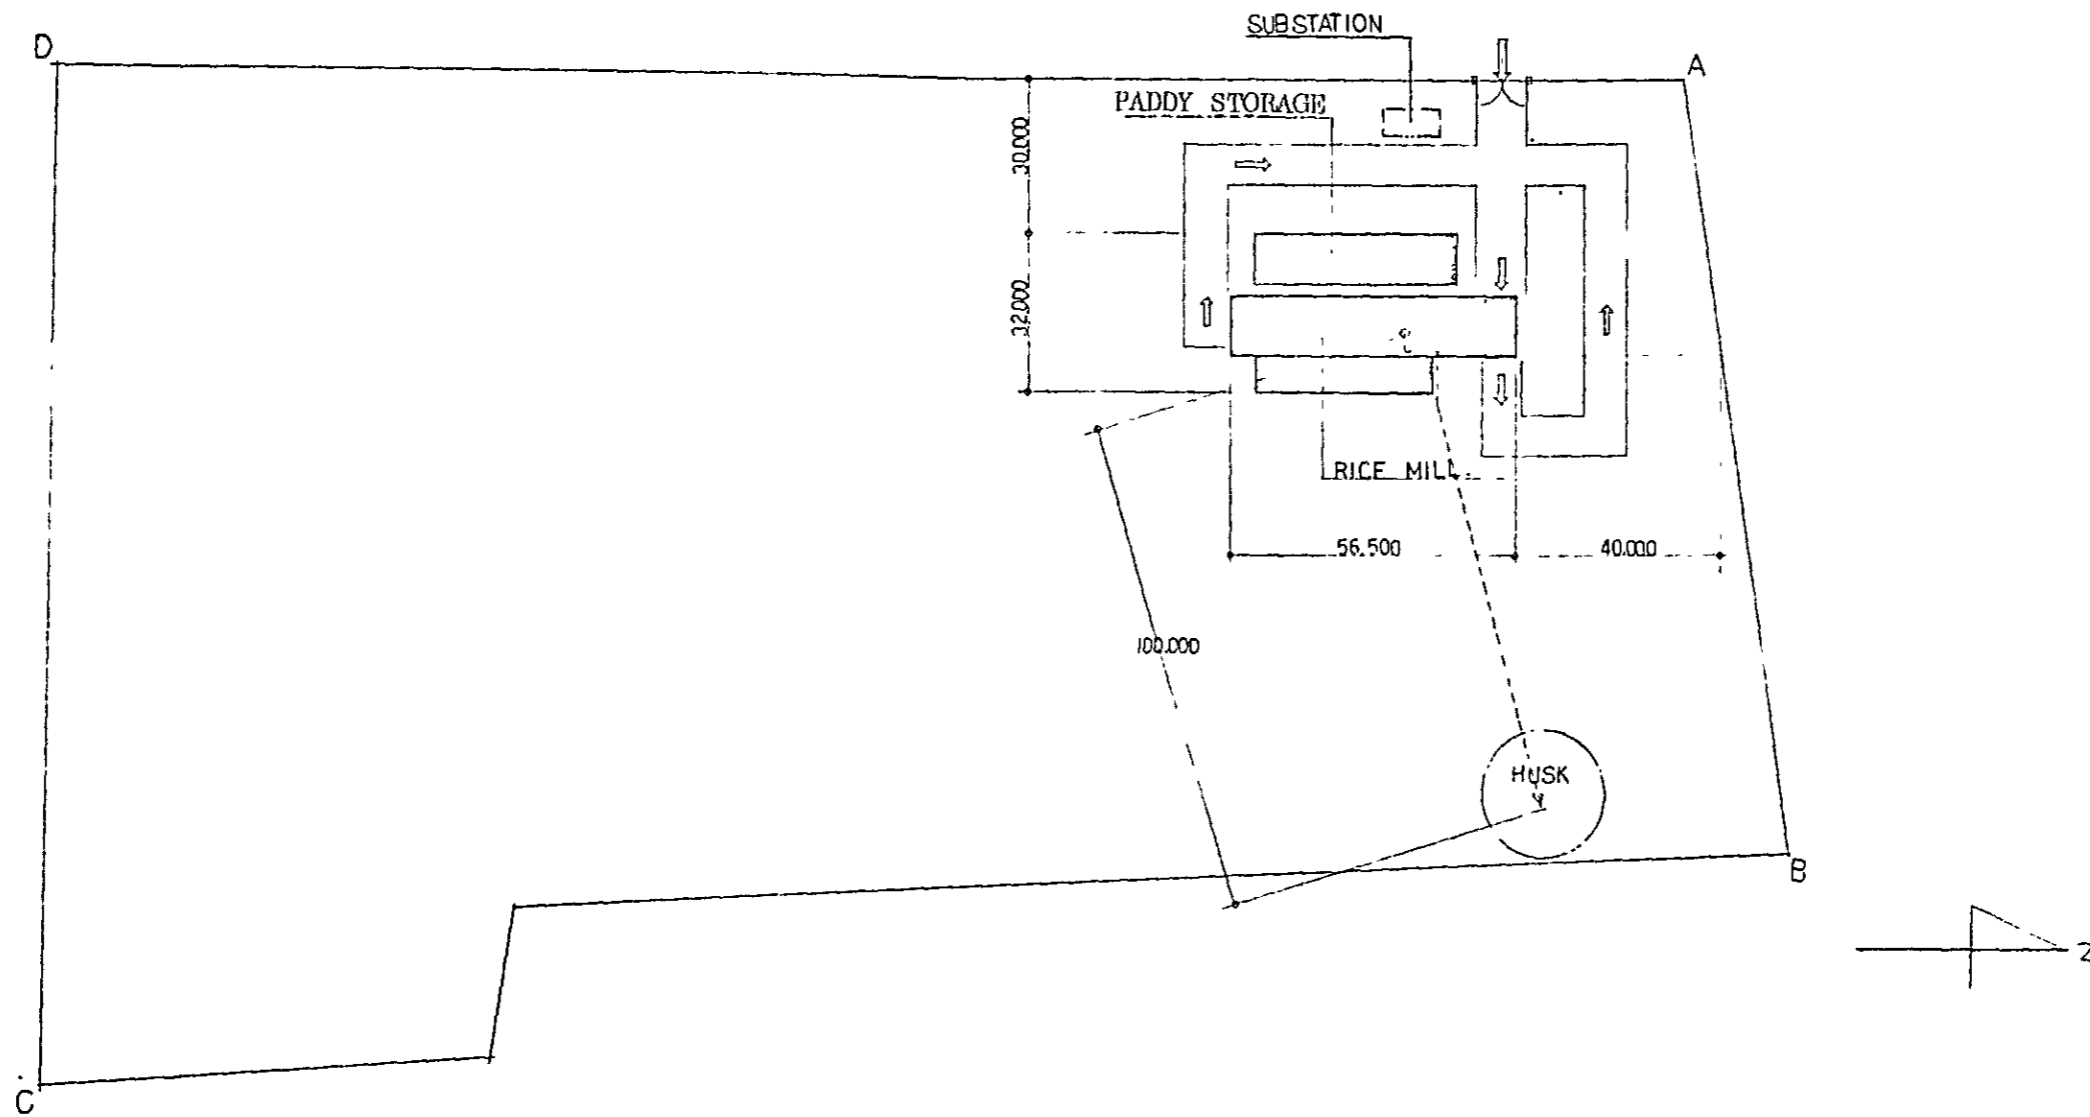 SUBSTATION
D
A
PADDY STORAGE
30.000
32.000
RICE MILL
56.500
40.000
100.000
HUSK
B
C